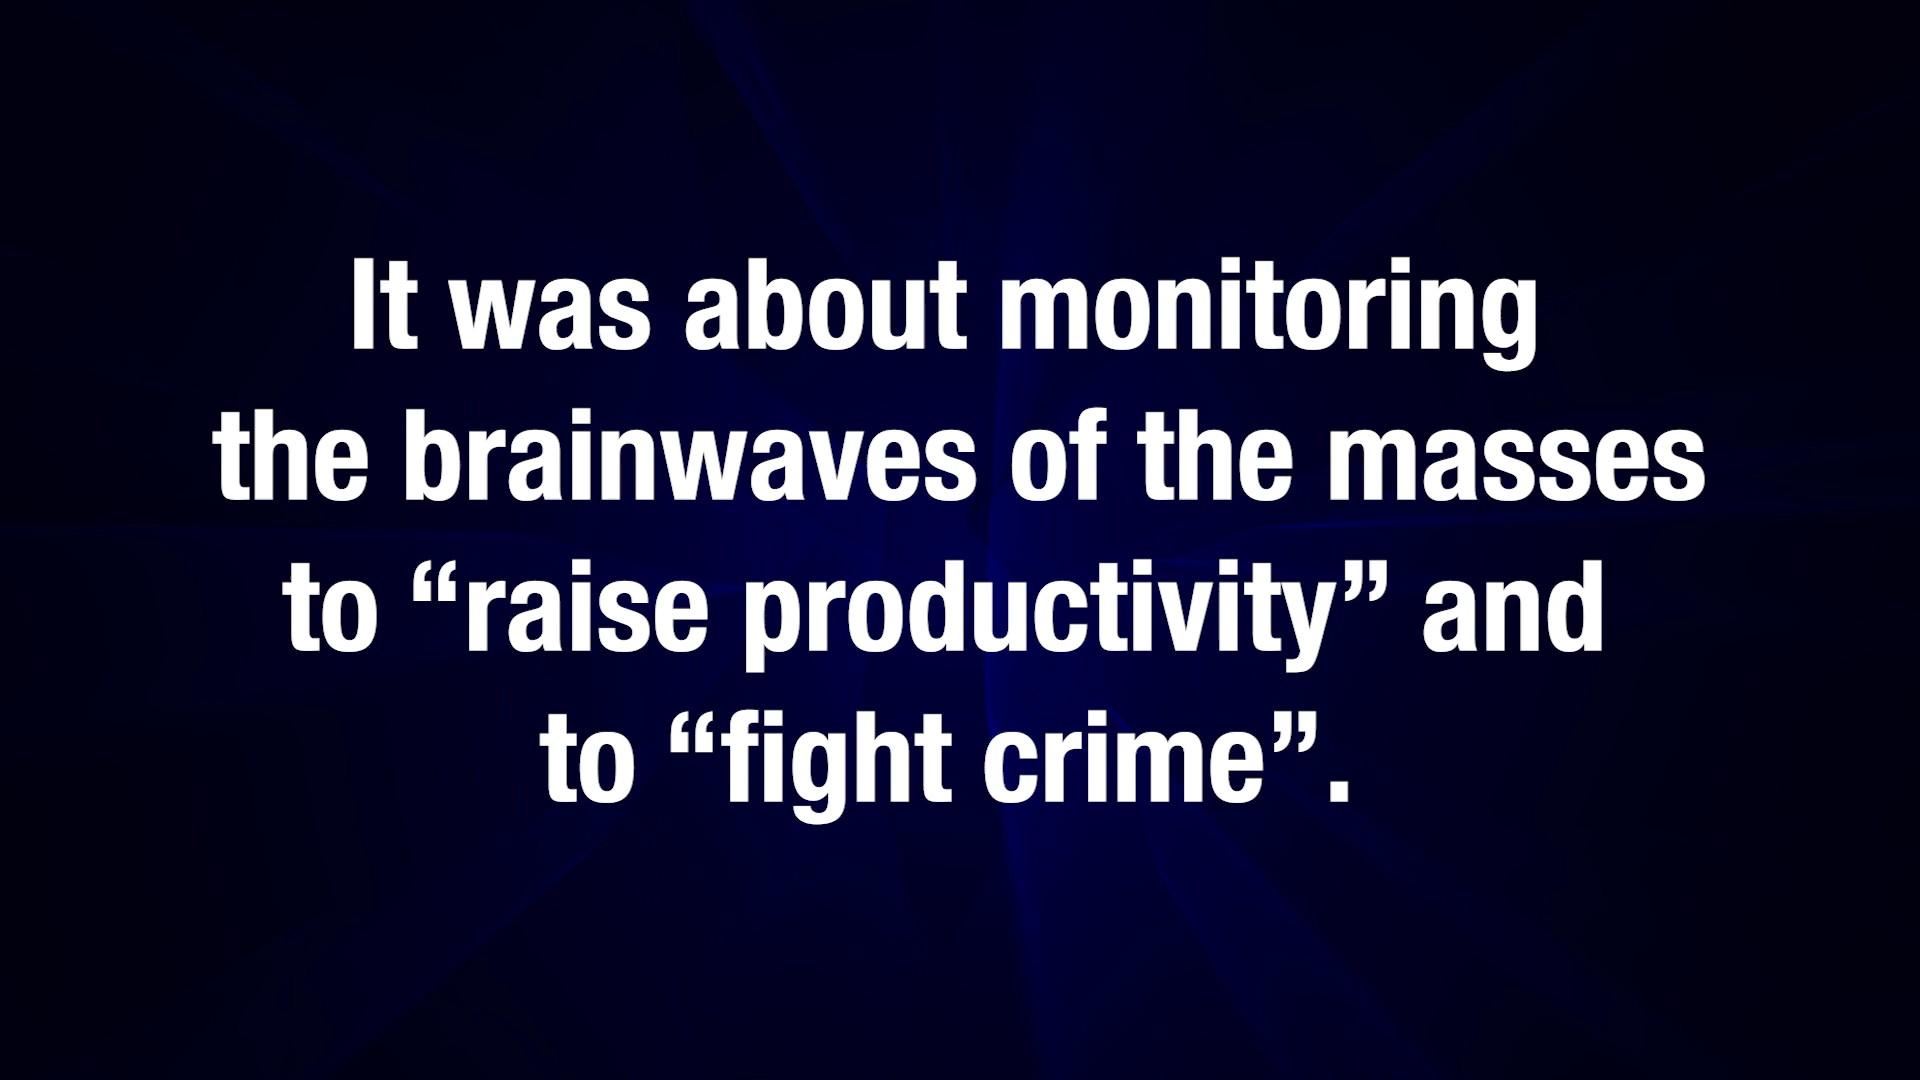 It was about monitoring
the brainwaves of the masses
to “raise productivity” and
to “fight crime”.